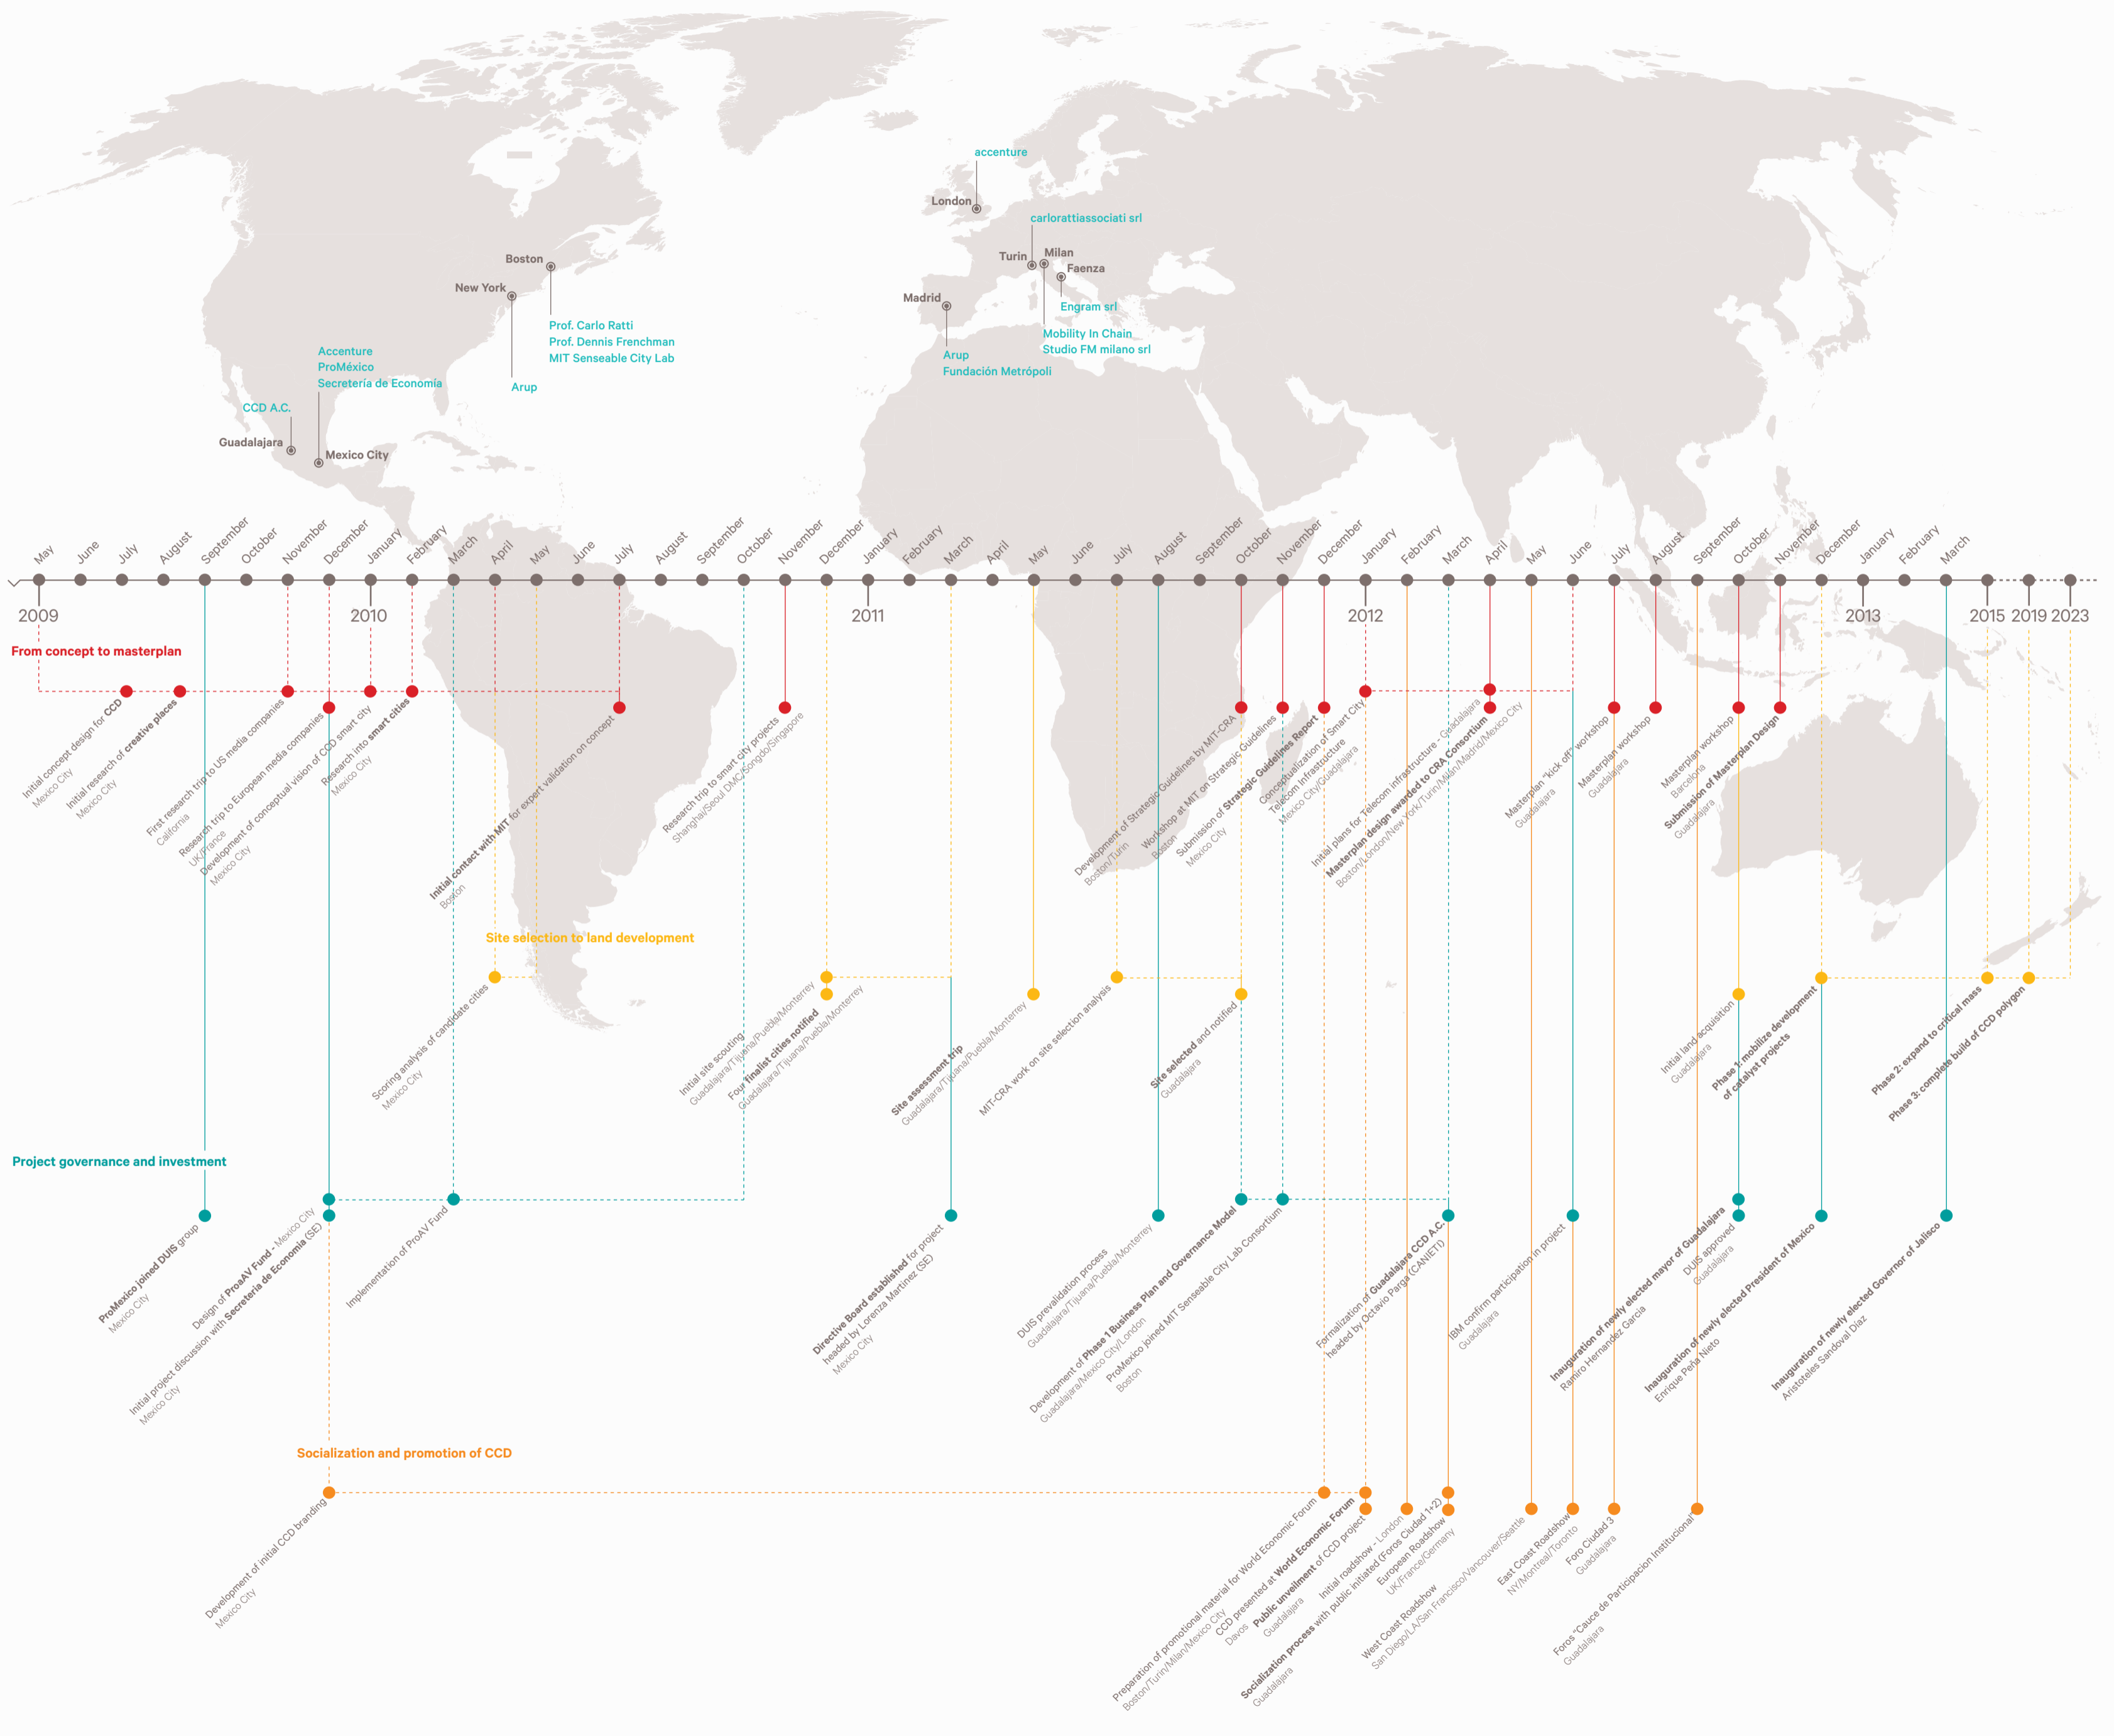 accenture
London
carlorattiassociati srl
Turin
Milan
Faenza
Boston
New York
Madrid
Engram srl
Prof. Carlo Ratti
Prof. Dennis Frenchman
MIT Senseable City Lab
Mobility In Chain
Studio FM milano srl
Arup
Fundación Metrópoli
Accenture
ProMéxico
Secretería de Economía
Arup
CCD A.C.
Guadalajara
Mexico City
May
June
July
August
September
October
November
December
January
February
March
April
May
June
July
August
September
October
November
December
January
February
March
April
May
June
July
August
September
October
November
December
January
February
March
April
May
June
July
August
September
October
November
December
January
February
March
2009
2010
2011
2012
2013
2015
2019
2023
From concept to masterplan
Initial concept design for CCD
Mexico City
Initial research of creative places
Mexico City
First research trip to US media companies
California
Research trip to European media companies
UK/France
Development of conceptual vision of CCD smart city
Mexico City
Research into smart cities
Mexico City
Initial contact with MIT for expert validation on concept
Boston
Research trip to smart city projects
Shanghai/Seoul DMC/Songdo/Singapore
Development of Strategic Guidelines by MIT-CRA
Boston/Turin
Workshop at MIT on Strategic Guidelines
Boston
Submission of Strategic Guidelines Report
Mexico City
Conceptualization of Smart City
Telecom Infrastructure
Mexico City/Guadalajara
Initial plans for Telecom infrastructure - Guadalajara
Masterplan design awarded to CRA Consortium
Boston/London/New York/Turin/Milan/Madrid/Mexico City
Masterplan "kick off" workshop
Guadalajara
Masterplan workshop
Guadalajara
Masterplan workshop
Barcelona
Submission of Masterplan Design
Guadalajara
Site selection to land development
Scoring analysis of candidate cities
Mexico City
Initial site scouting
Guadalajara/Tijuana/Puebla/Monterrey
Four finalist cities notified
Guadalajara/Tijuana/Puebla/Monterrey
Site assessment trip
Guadalajara/Tijuana/Puebla/Monterrey
MIT-CRA work on site selection analysis
Site selected and notified
Guadalajara
Initial land acquisition
Guadalajara
Phase 1: mobilize development
of catalyst projects
Phase 2: expand to critical mass
Phase 3: complete build of CCD polygon
Project governance and investment
ProMexico joined DUIS group
Mexico City
Design of ProaAV Fund - Mexico City
Initial project discussion with Secreteria de Economia (SE)
Mexico City
Implementation of ProAV Fund
Directive Board established for project
headed by Lorenza Martinez (SE)
Mexico City
DUIS prevalidation process
Guadalajara/Tijuana/Puebla/Monterrey
Development of Phase 1 Business Plan and Governance Model
Guadalajara/Mexico City/London
ProMexico joined MIT Senseable City Lab Consortium
Boston
Formalization of Guadalajara CCD A.C.
headed by Octavio Parga (CANIETI)
IBM confirm participation in project
Guadalajara
Inauguration of newly elected mayor of Guadalajara
Ramiro Hernandez Garcia
DUIS approved
Guadalajara
Inauguration of newly elected President of Mexico
Enrique Peña Nieto
Inauguration of newly elected Governor of Jalisco
Aristoteles Sandoval Diaz
Socialization and promotion of CCD
Development of initial CCD branding
Mexico City
Preparation of promotional material for World Economic Forum
Boston/Turin/Milan/Mexico City
CCD presented at World Economic Forum
Davos
Public unveilment of CCD project
Guadalajara
Initial roadshow - London
Socialization process with public initiated (Foros Ciudad 1+2)
Guadalajara
European Roadshow
UK/France/Germany
West Coast Roadshow
San Diego/LA/San Francisco/Vancouver/Seattle
East Coast Roadshow
NY/Montreal/Toronto
Foro Ciudad 3
Guadalajara
Foros "Cauce de Participacion Institucional"
Guadalajara